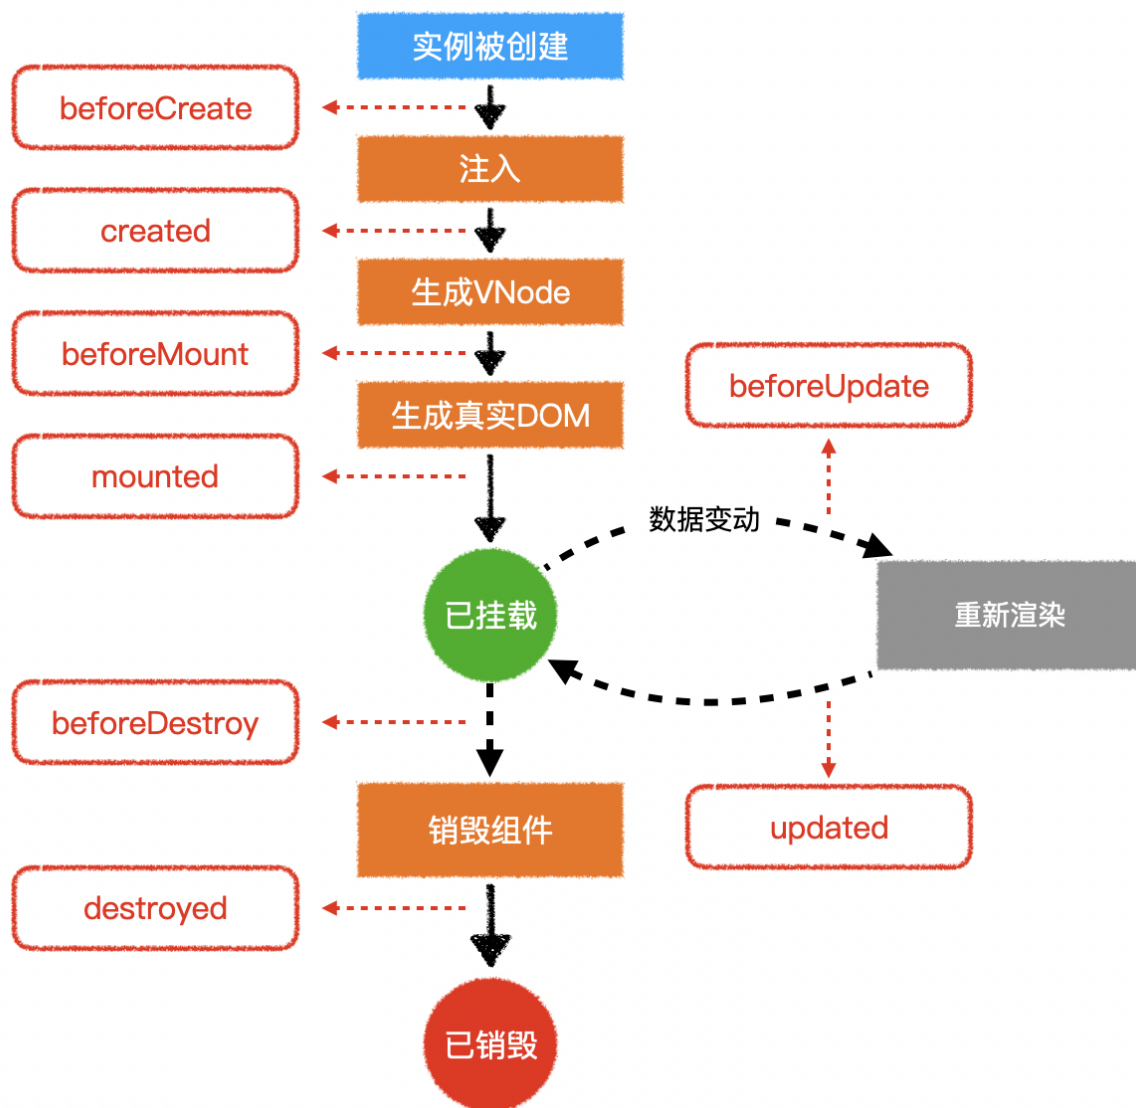 实例被创建
beforeCreate
注入
created
生成VNode
beforeMount
生成真实DOM
beforeUpdate
mounted
数据变动
已挂载
重新渲染
beforeDestroy
销毁组件
updated
destroyed
已销毁